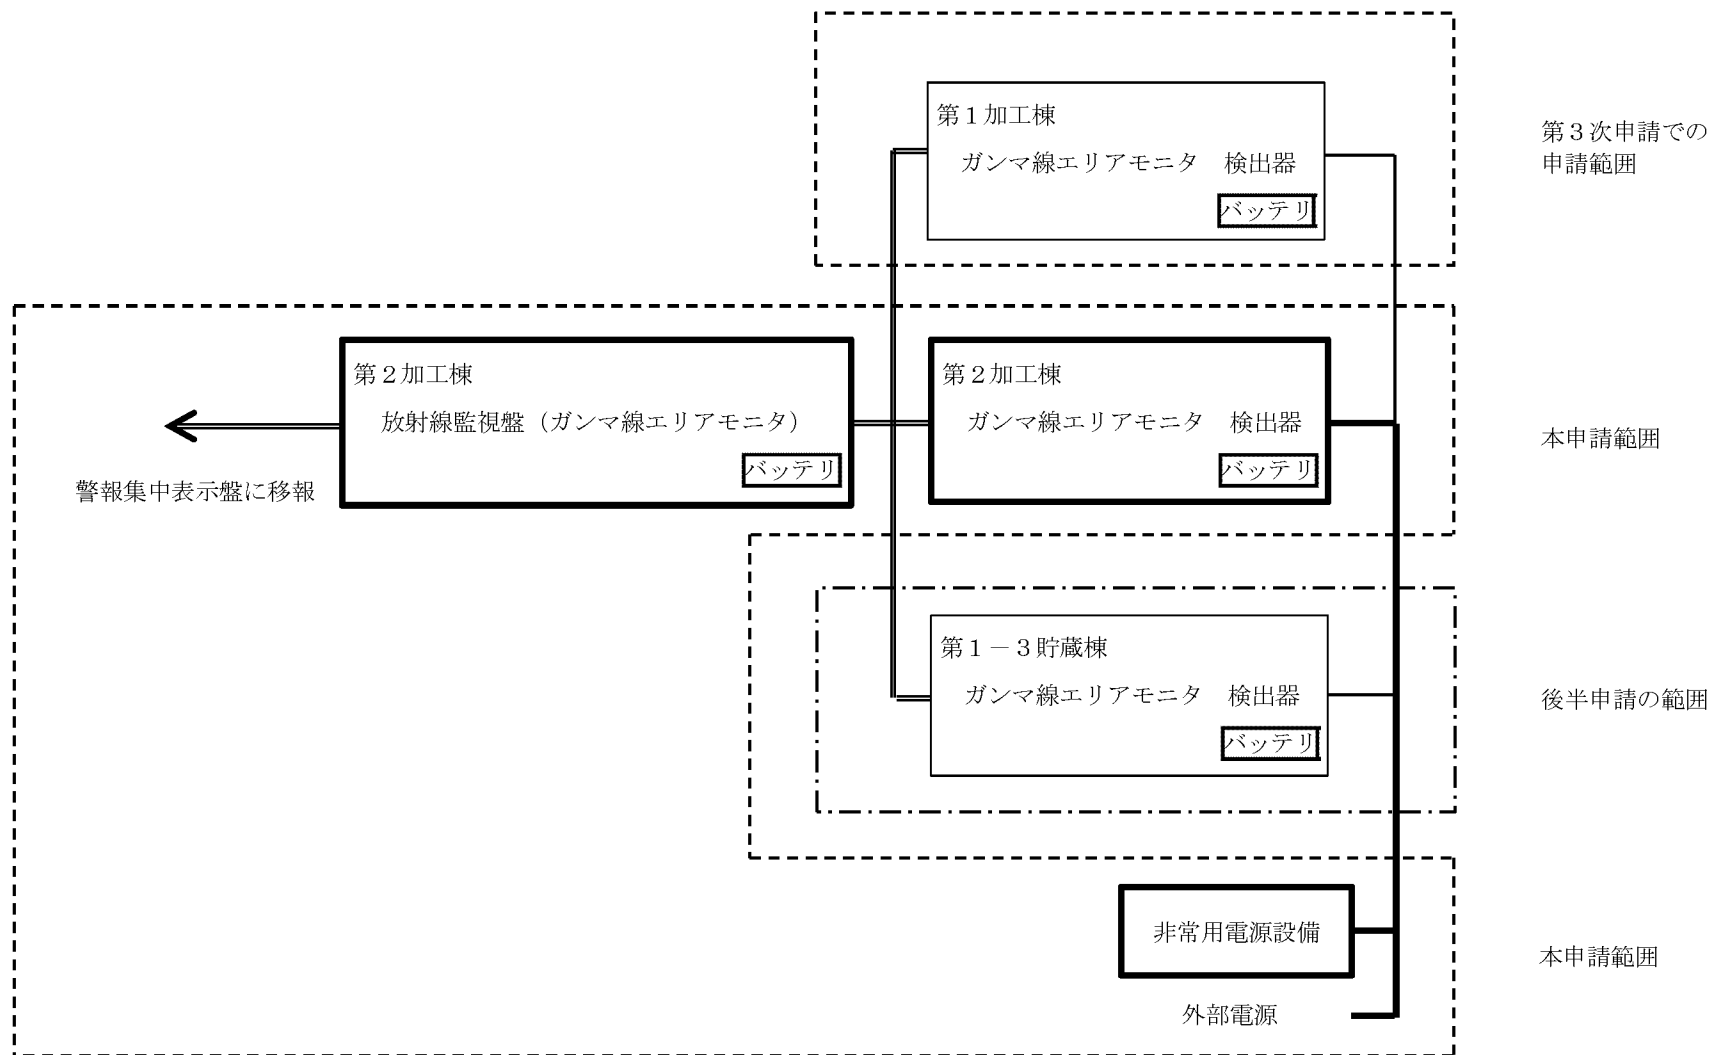 第１加工棟
ガンマ線エリアモニタ　検出器
バッテリ
第３次申請での
申請範囲
第２加工棟
放射線監視盤（ガンマ線エリアモニタ）
バッテリ
警報集中表示盤に移報
第２加工棟
ガンマ線エリアモニタ　検出器
バッテリ
本申請範囲
第１－３貯蔵棟
ガンマ線エリアモニタ　検出器
バッテリ
後半申請の範囲
非常用電源設備
外部電源
本申請範囲